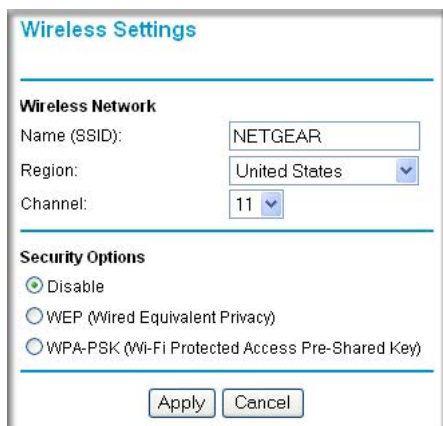 Wireless Settings
Wireless Network
Name (SSID): NETGEAR
Region: United States
Channel: 11
Security Options
Disable
WEP (Wired Equivalent Privacy)
WPA-PSK (Wi-Fi Protected Access Pre-Shared Key)
Apply Cancel